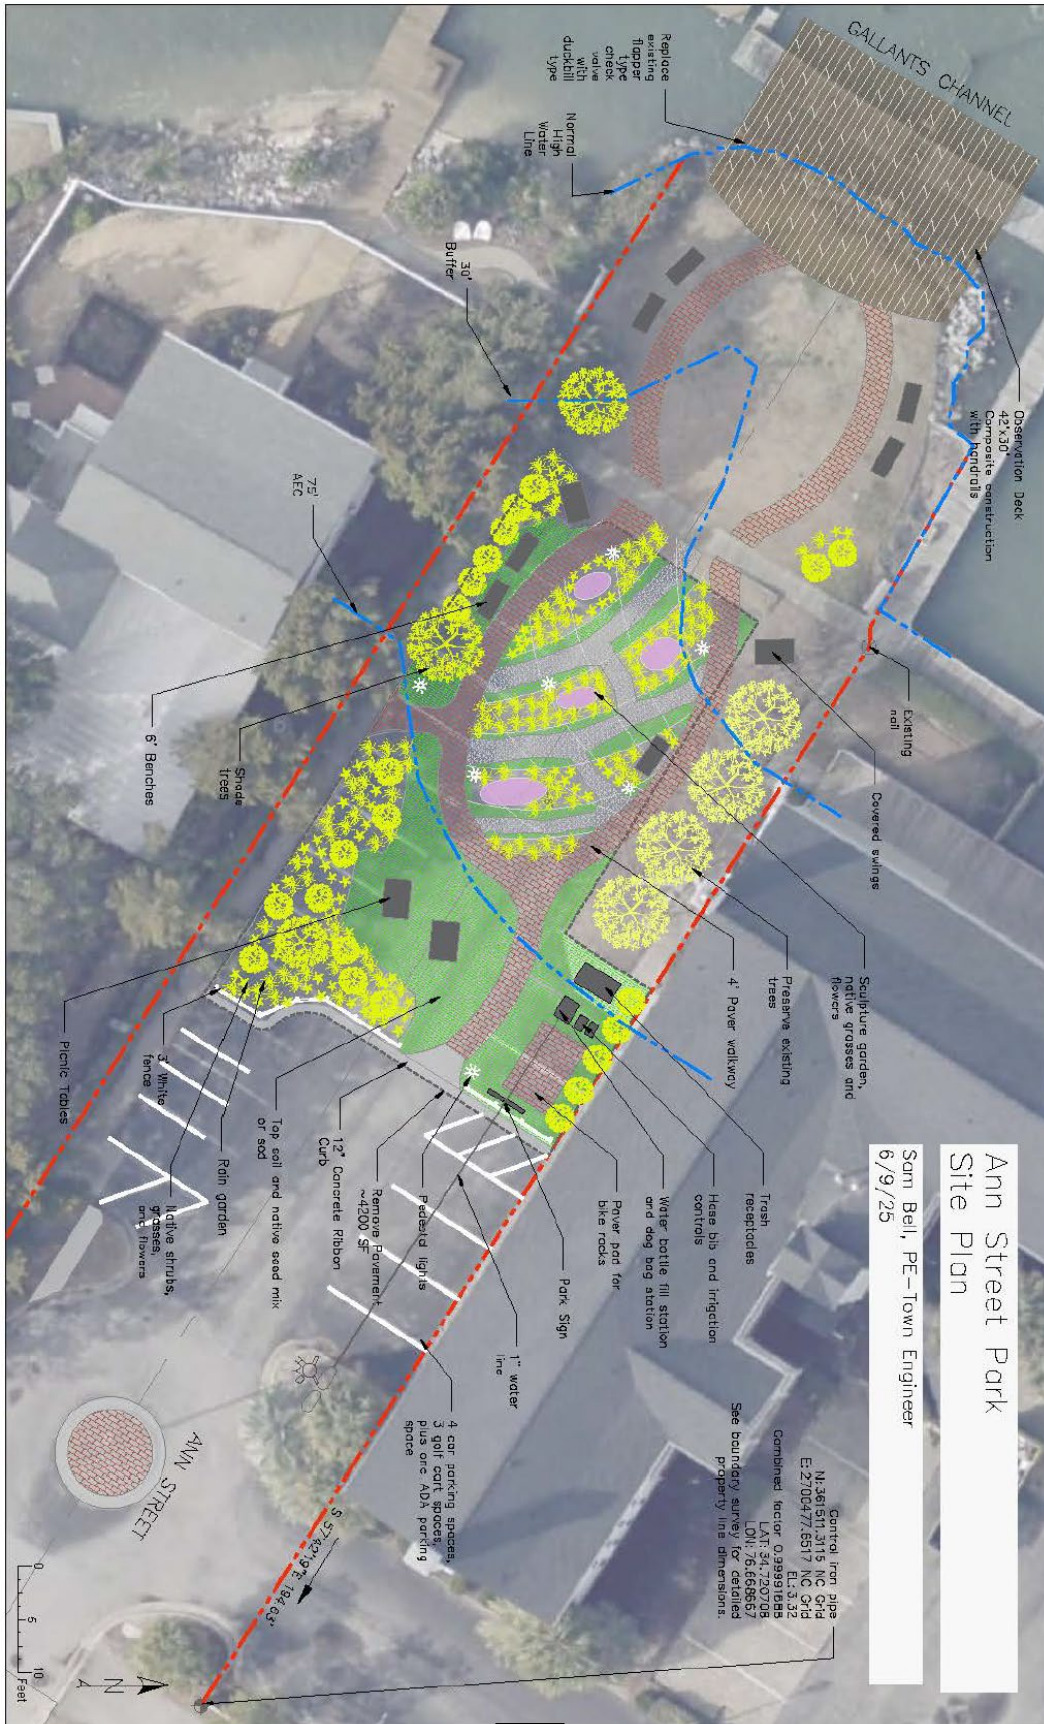 Ann Street Park
Site Plan
Sam Bell, PE-Town Engineer
6/9/25
GALLANTS CHANNEL
Replace
existing
flapper
type
check
valve
with
duckbill
type
Normal
High
Water
Line
30'
Buffer
75'
AEC
6' Benches
Shade
trees
Picnic Tables
3' White
fence
Rain garden
Native shrubs,
grasses,
and flowers
Top soil and native seed mix
or sod
12" Concrete Ribbon
Curb
Remove Pavement
~4200 SF
Pedestal lights
1" water
line
Park Sign
4 car parking spaces,
3 golf cart spaces,
plus one ADA parking
space
Paver pad for
bike racks
Water bottle fill station
and dog bag station
Hose bib and irrigation
controls
Trash
receptacles
4' Paver walkway
Preserve existing
trees
Sculpture garden,
native grasses and
flowers
Covered swings
Existing
nail
Observation Deck
42'x30'
Composite construction
with handrails
Control iron pipe
N:361511.3115 NC Grid
E:2700477.6517 NC Grid
EL:3.32
LAT:34.720708
LON:76.668667
Combined factor 0.99991688
See boundary survey for detailed
property line dimensions.
S 57°42'19"E 194.63'
ANN STREET
N
0 5 10
Feet